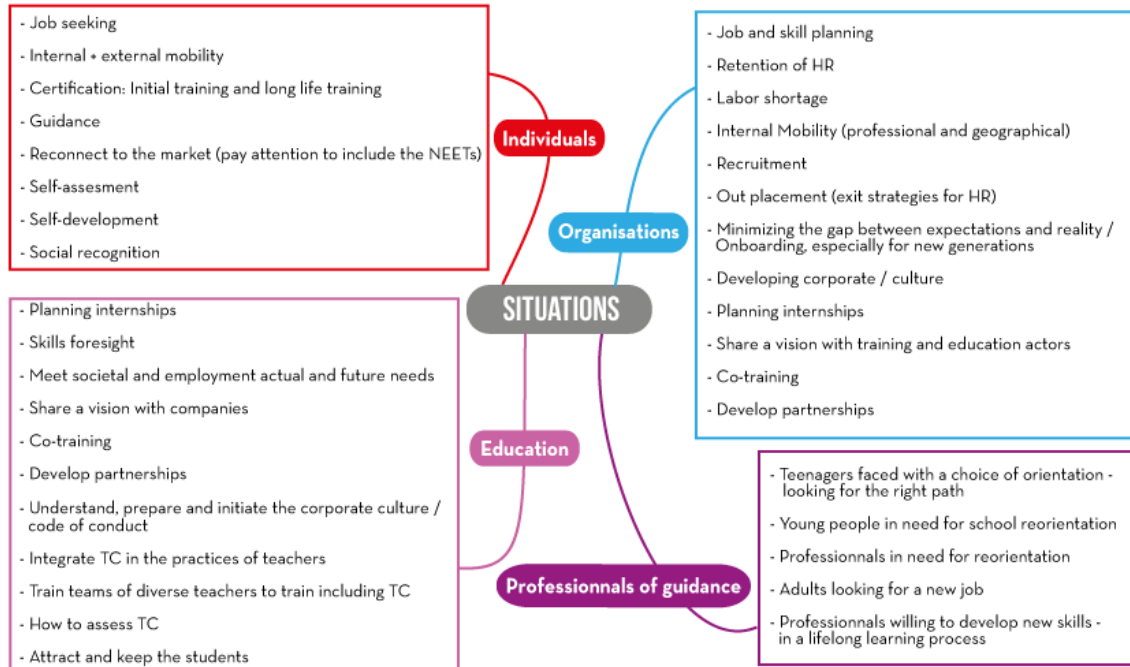 - Job seeking
- Internal + external mobility
- Certification: Initial training and long life training
- Guidance
- Reconnect to the market (pay attention to include the NEETs)
- Self-assesment
- Self-development
- Social recognition
Individuals
- Job and skill planning
- Retention of HR
- Labor shortage
- Internal Mobility (professional and geographical)
- Recruitment
- Out placement (exit strategies for HR)
- Minimizing the gap between expectations and reality /
Onboarding, especially for new generations
- Developing corporate / culture
- Planning internships
- Share a vision with training and education actors
- Co-training
- Develop partnerships
Organisations
SITUATIONS
- Planning internships
- Skills foresight
- Meet societal and employment actual and future needs
- Share a vision with companies
- Co-training
- Develop partnerships
- Understand, prepare and initiate the corporate culture /
code of conduct
- Integrate TC in the practices of teachers
- Train teams of diverse teachers to train including TC
- How to assess TC
- Attract and keep the students
Education
- Teenagers faced with a choice of orientation -
looking for the right path
- Young people in need for school reorientation
- Professionnals in need for reorientation
- Adults looking for a new job
- Professionnals willing to develop new skills -
in a lifelong learning process
Professionnals of guidance